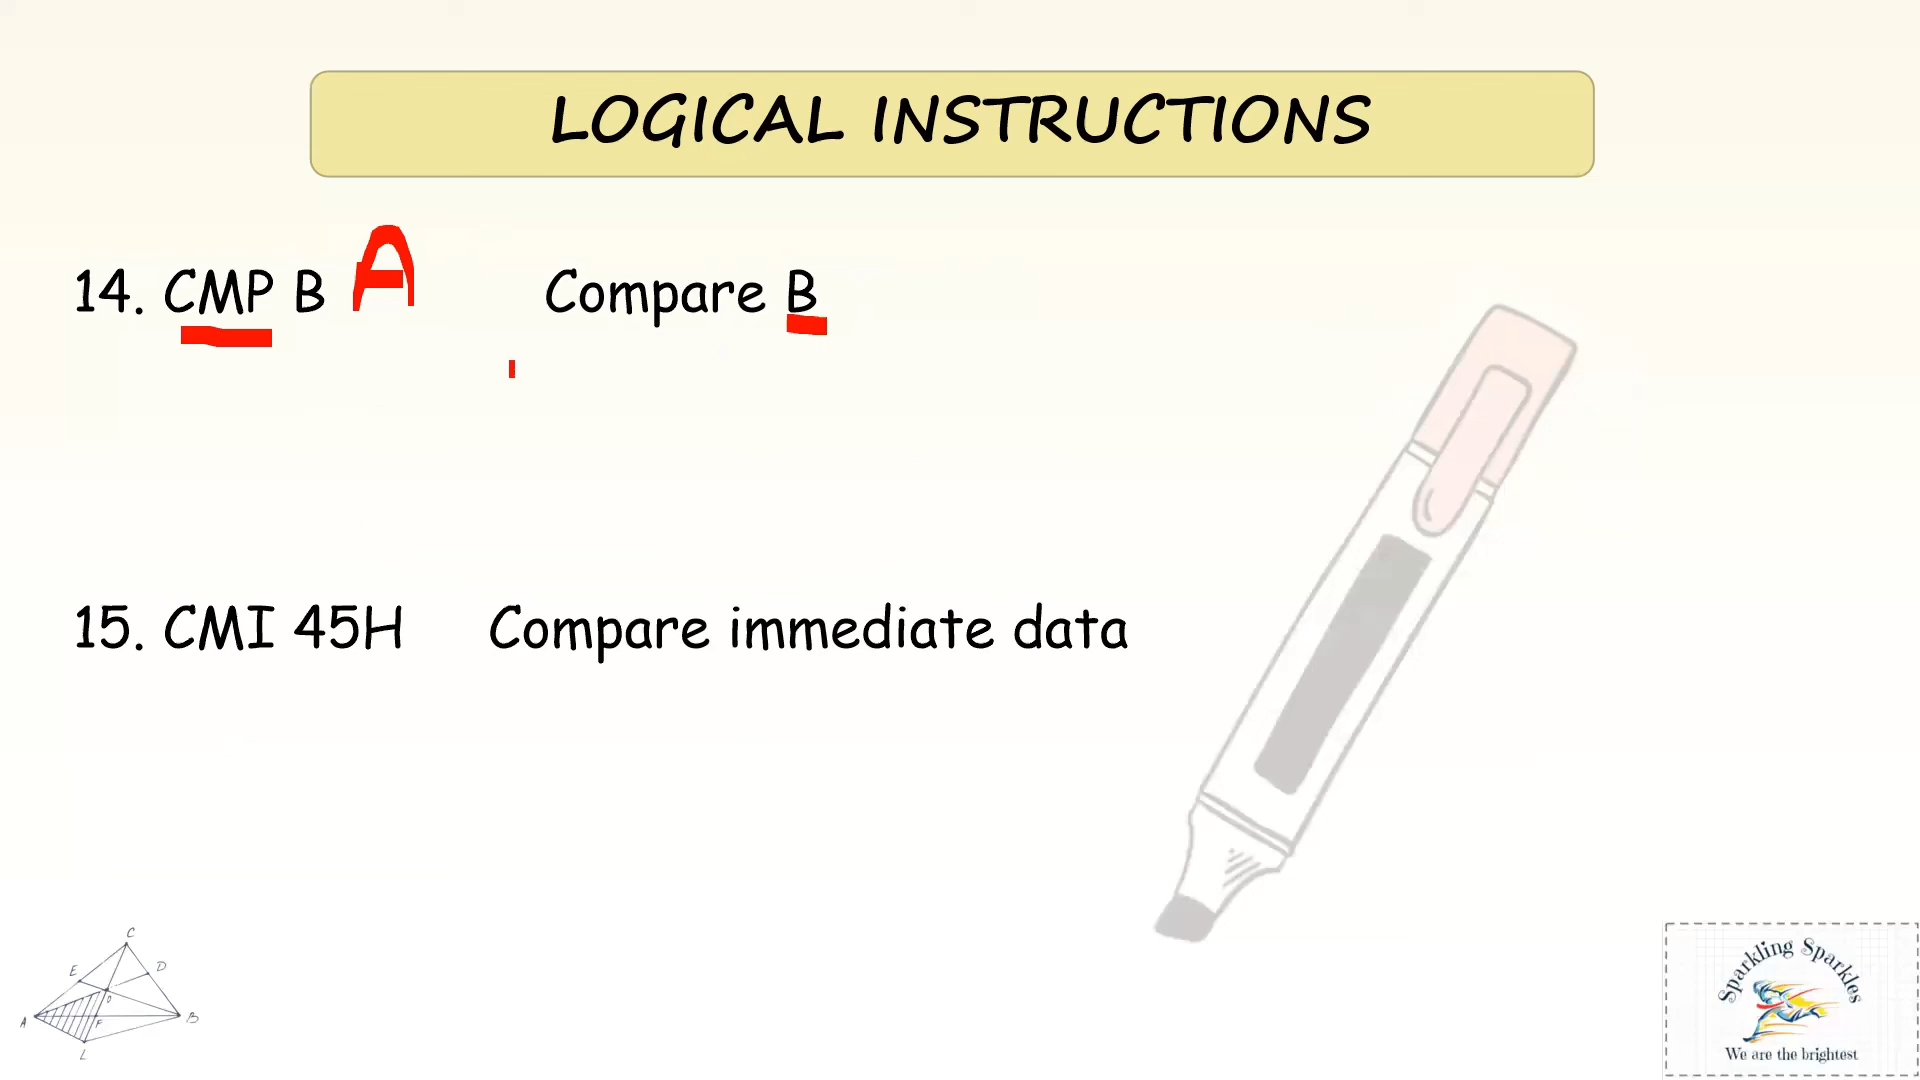 LOGICAL INSTRUCTIONS
14. CMP B A Compare B
15. CMI 45H Compare immediate data
C
E D
O
A F B
L
Sparkling Sparkles
We are the brightest